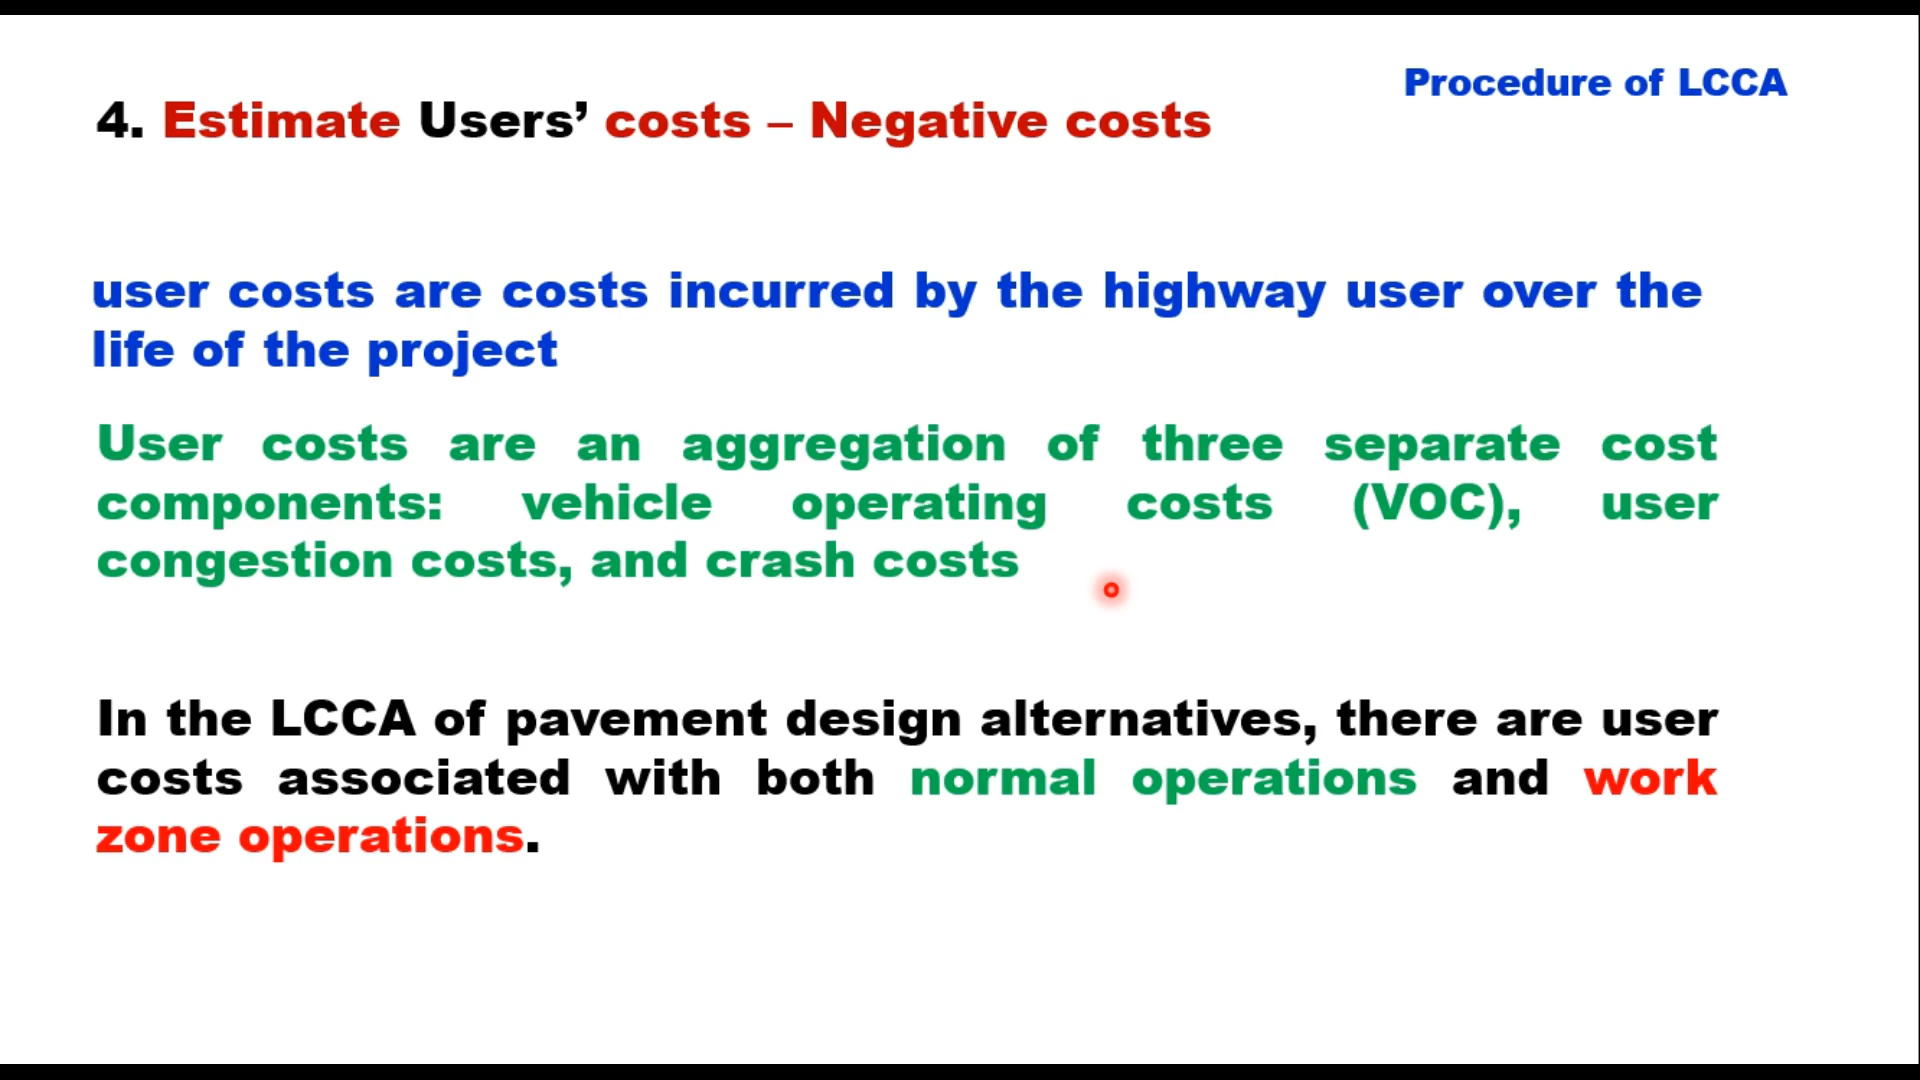 Procedure of LCCA
4. Estimate Users’ costs – Negative costs
user costs are costs incurred by the highway user over the
life of the project
User costs are an aggregation of three separate cost
components: vehicle operating costs (VOC), user
congestion costs, and crash costs
In the LCCA of pavement design alternatives, there are user
costs associated with both normal operations and work
zone operations.